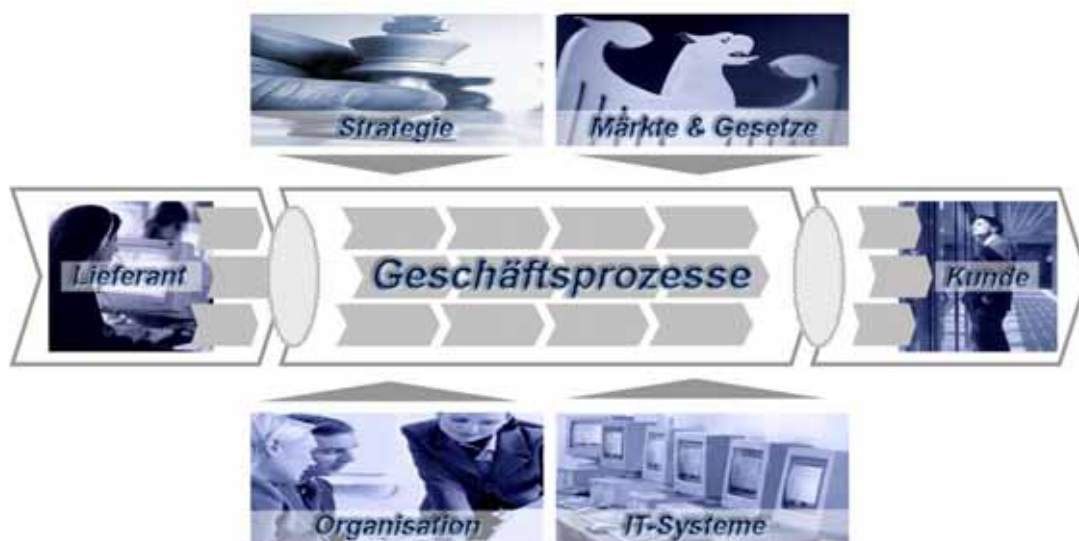 Strategie
Märkte & Gesetze
Lieferant
Geschäftsprozesse
Kunde
Organisation
IT-Systeme